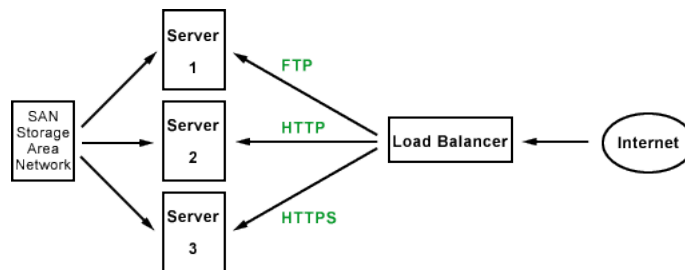 Server
1
FTP
SAN
Storage
Area
Network
Server
2
HTTP
Load Balancer
Internet
Server
3
HTTPS